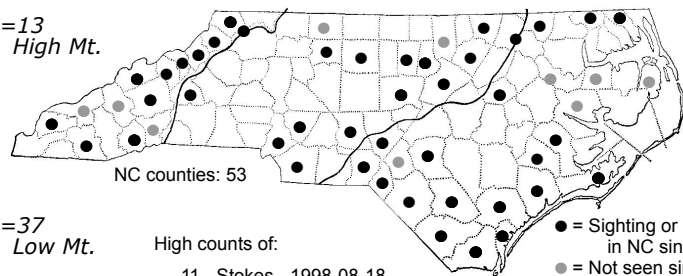 =13
High Mt.
NC counties: 53
=37
Low Mt.
High counts of:
● = Sighting or
in NC sin
● = Not seen sin
11 - Stokes - 1998-08-18